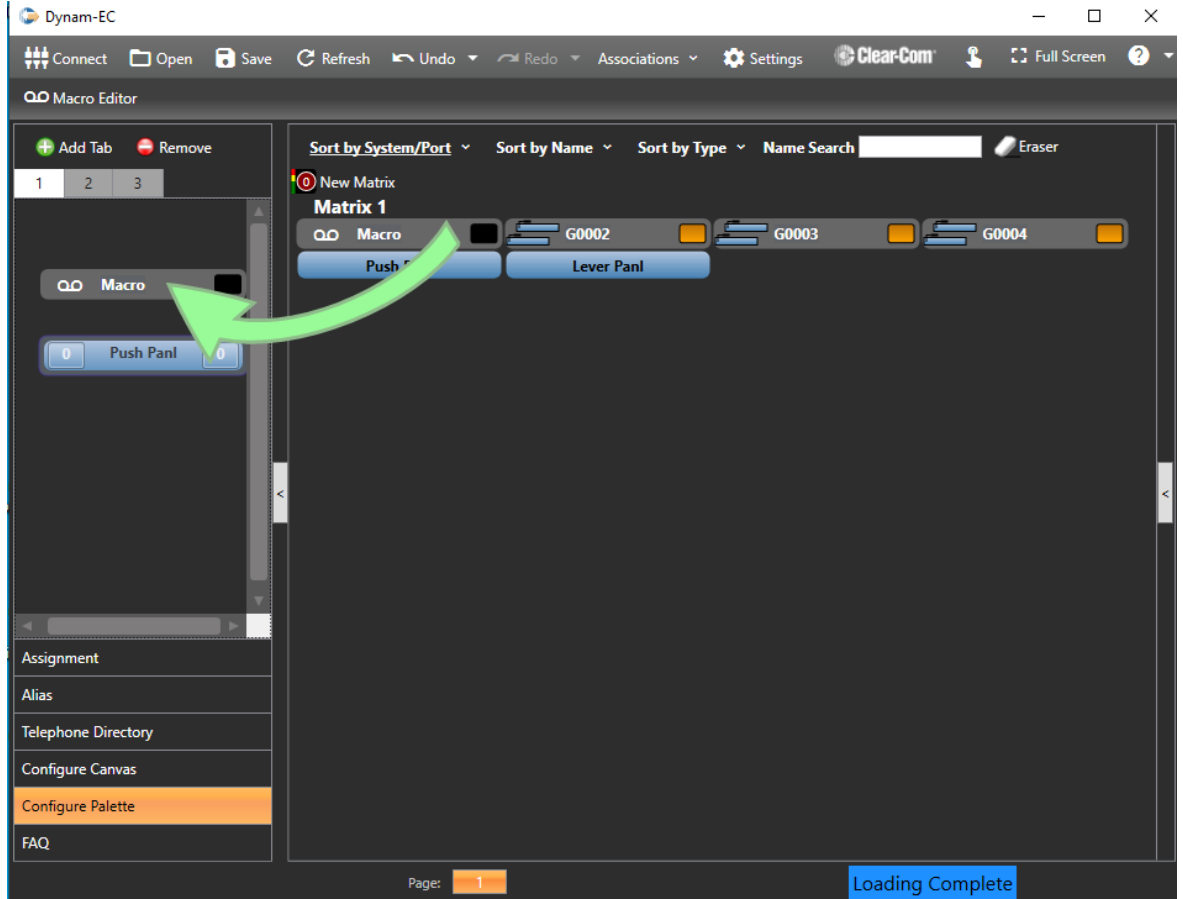 Dynam-EC
Connect Open Save Refresh Undo Redo Associations Settings Clear-Com Full Screen ?
Macro Editor
Add Tab Remove
1 2 3
Sort by System/Port Sort by Name Sort by Type Name Search Eraser
0 New Matrix
Matrix 1
Macro G0002 G0003 G0004
Push Lever Panl
Macro
0 Push Panl 0
<
<
Assignment
Alias
Telephone Directory
Configure Canvas
Configure Palette
FAQ
Page: 1
Loading Complete